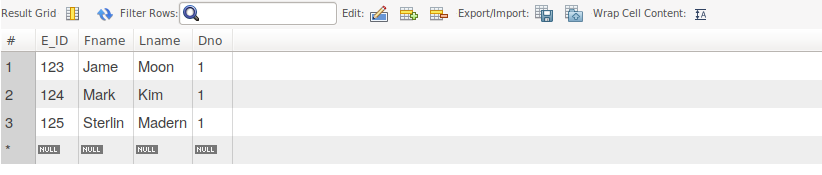 Result Grid Filter Rows: Edit: Export/Import: Wrap Cell Content: IA
# E_ID Fname Lname Dno
1 123 Jame Moon 1
2 124 Mark Kim 1
3 125 Sterlin Madern 1
* NULL NULL NULL NULL